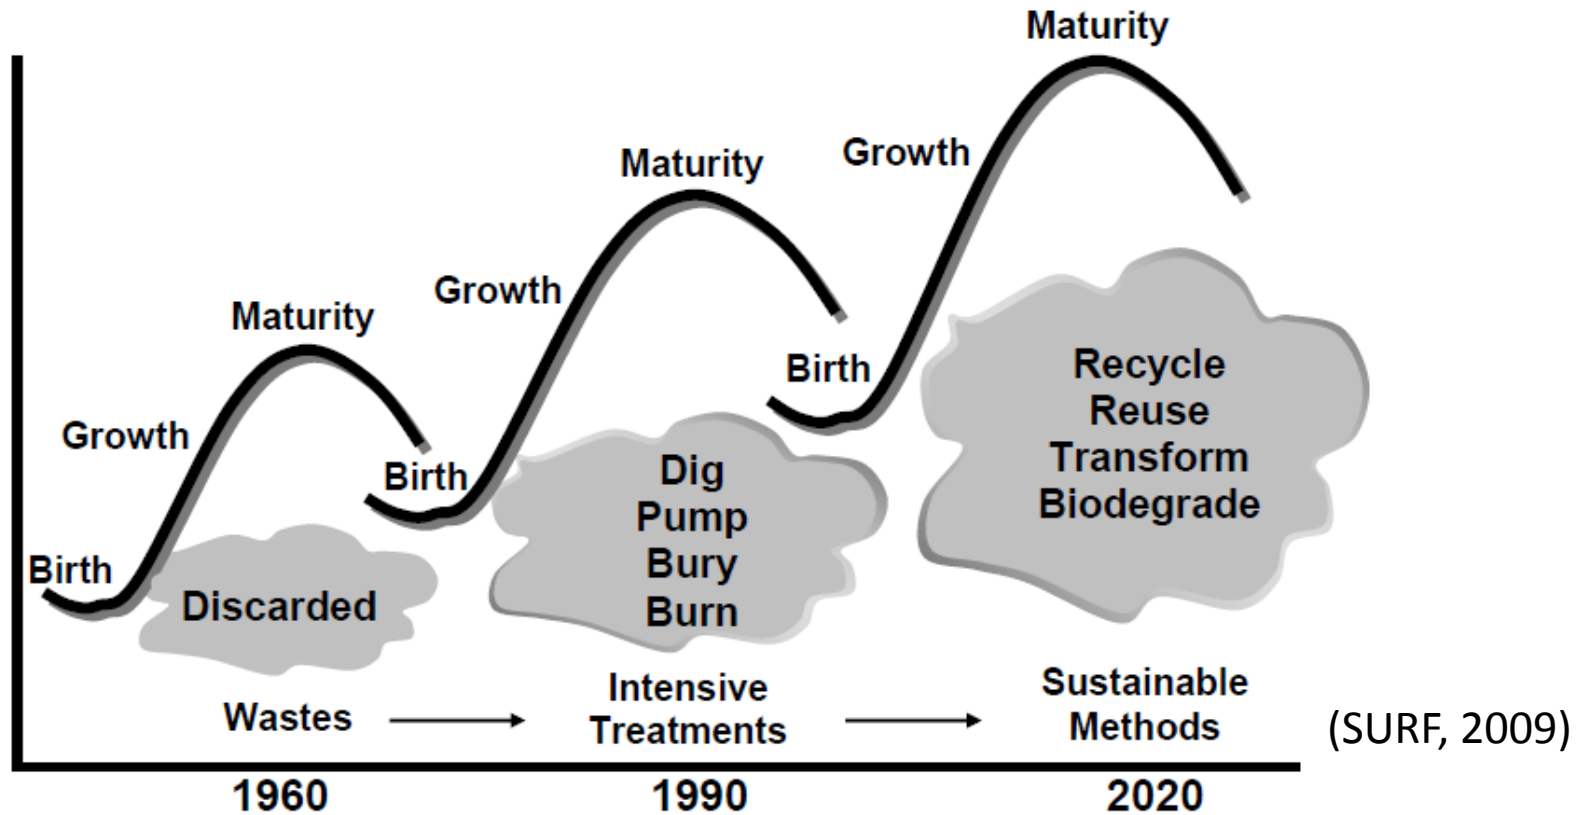 Maturity
Growth
Birth
Discarded
Wastes
1960
Maturity
Growth
Birth
Dig
Pump
Bury
Burn
Intensive
Treatments
1990
Maturity
Growth
Birth
Recycle
Reuse
Transform
Biodegrade
Sustainable
Methods
2020
(SURF, 2009)